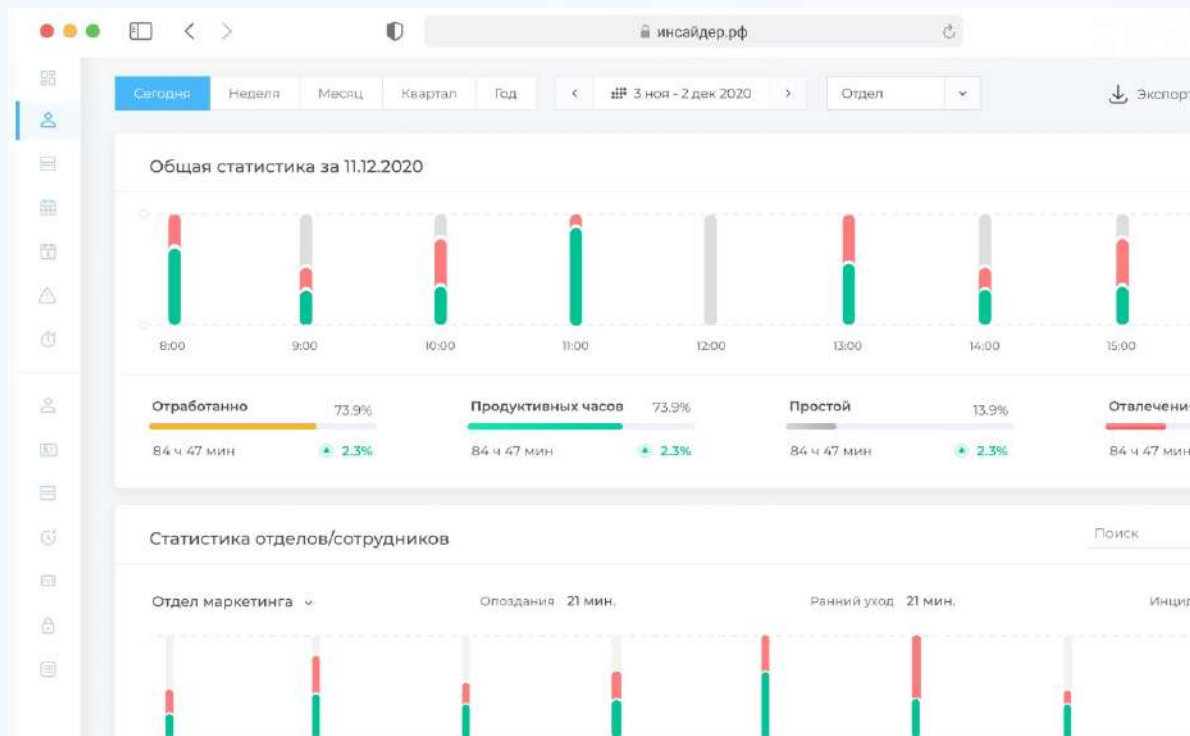 инсайдер.рф
Сегодня Неделя Месяц Квартал Год 3 ноя - 2 дек 2020 Отдел Экспорт
Общая статистика за 11.12.2020
8:00 9:00 10:00 11:00 12:00 13:00 14:00 15:00
Отработанно 73.9% Продуктивных часов 73.9% Простой 13.9% Отвлечения
84 ч 47 мин 2.3% 84 ч 47 мин 2.3% 84 ч 47 мин 2.3% 84 ч 47 мин
Статистика отделов/сотрудников Поиск
Отдел маркетинга Опоздания 21 мин. Ранний уход 21 мин. Инцид